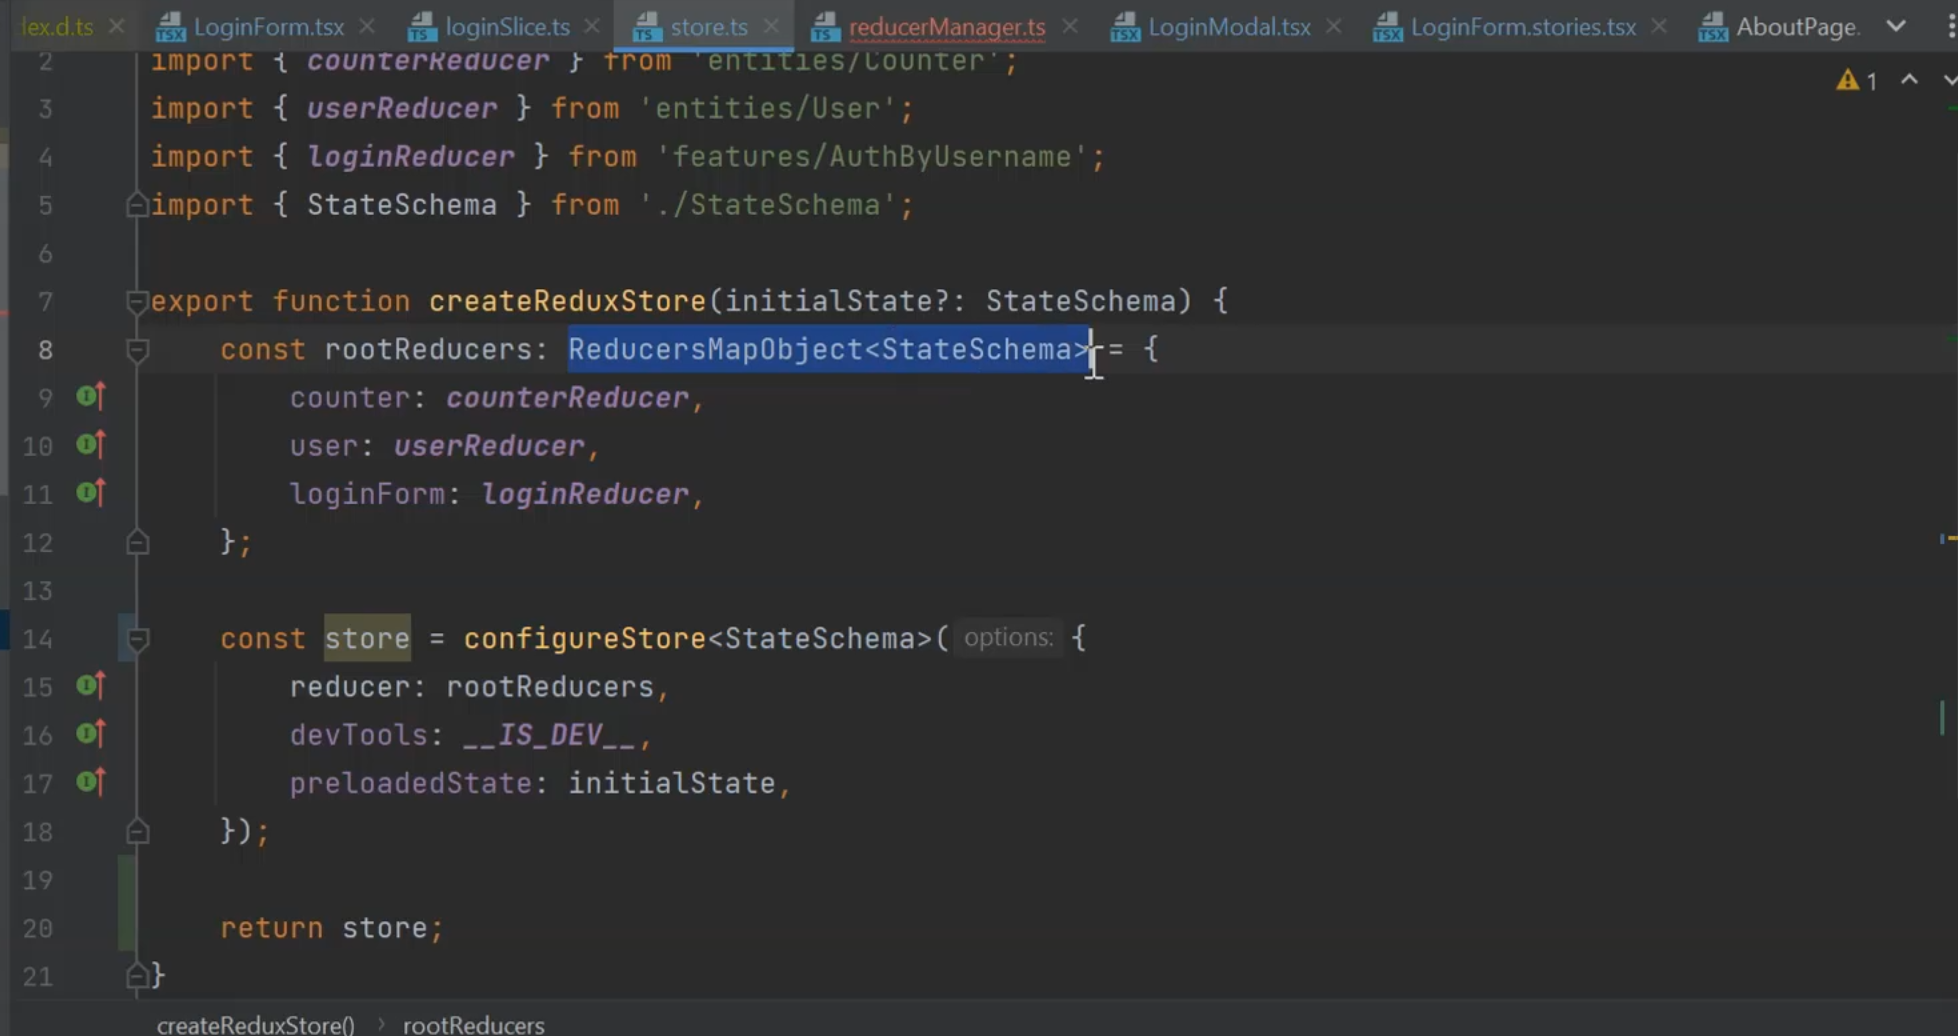 lex.d.ts LoginForm.tsx loginSlice.ts store.ts reducerManager.ts LoginModal.tsx LoginForm.stories.tsx AboutPage.
2 import { counterReducer } from 'entities/Counter';
1
3 import { userReducer } from 'entities/User';
4 import { loginReducer } from 'features/AuthByUsername';
5 import { StateSchema } from './StateSchema';
6
7 export function createReduxStore(initialState?: StateSchema) {
8 const rootReducers: ReducersMapObject<StateSchema> = {
9 counter: counterReducer,
10 user: userReducer,
11 loginForm: loginReducer,
12 };
13
14 const store = configureStore<StateSchema>( options: {
15 reducer: rootReducers,
16 devTools: __IS_DEV__,
17 preloadedState: initialState,
18 });
19
20 return store;
21 }
createReduxStore() › rootReducers